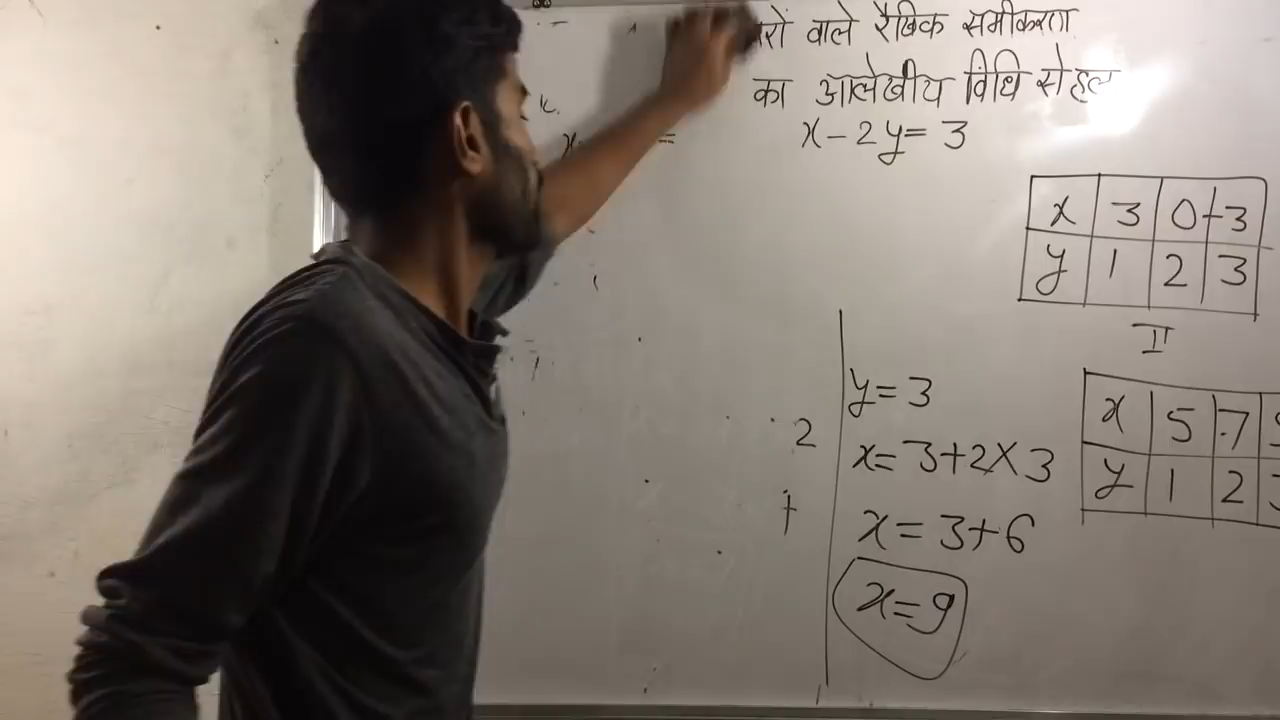 वाले रैखिक समीकरण
का आलेखीय विधि से हल
x - 2y = 3
x 3 0 -3
y 1 2 3
II
y = 3
x = 3+2×3
x = 3+6
x = 9
2
+
x 5 7
y 1 2